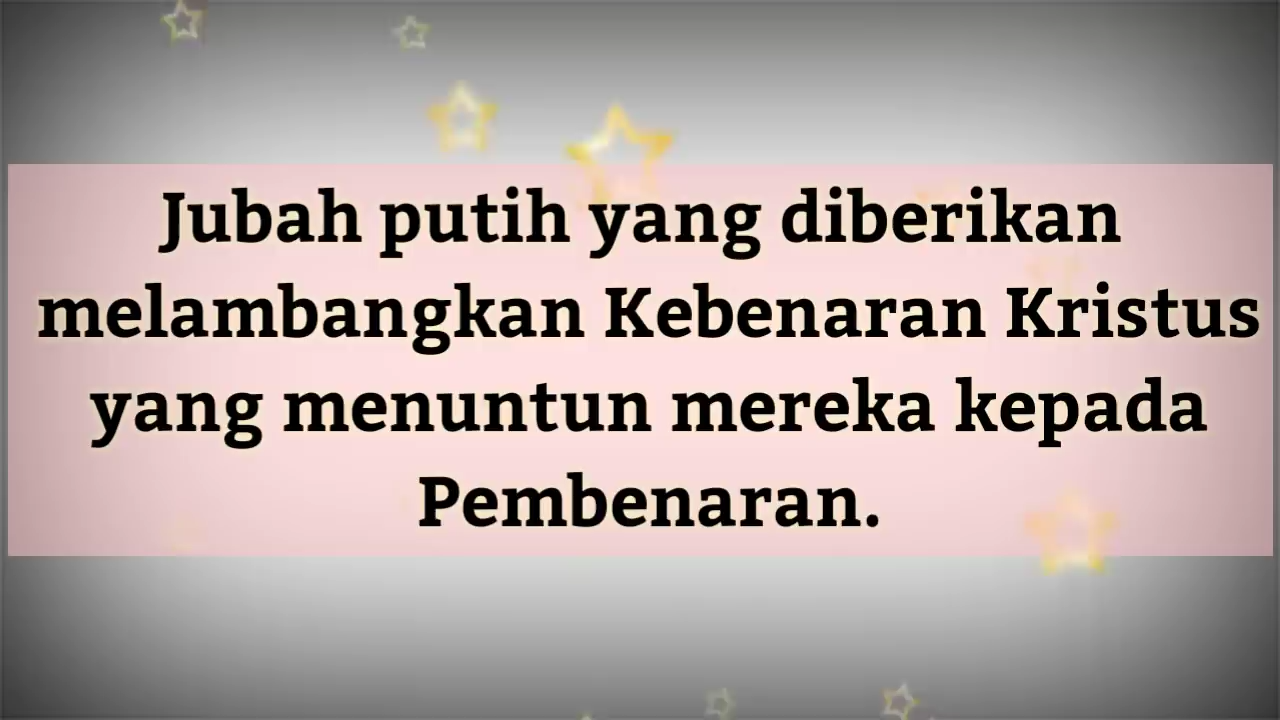 Jubah putih yang diberikan
melambangkan Kebenaran Kristus
yang menuntun mereka kepada
Pembenaran.